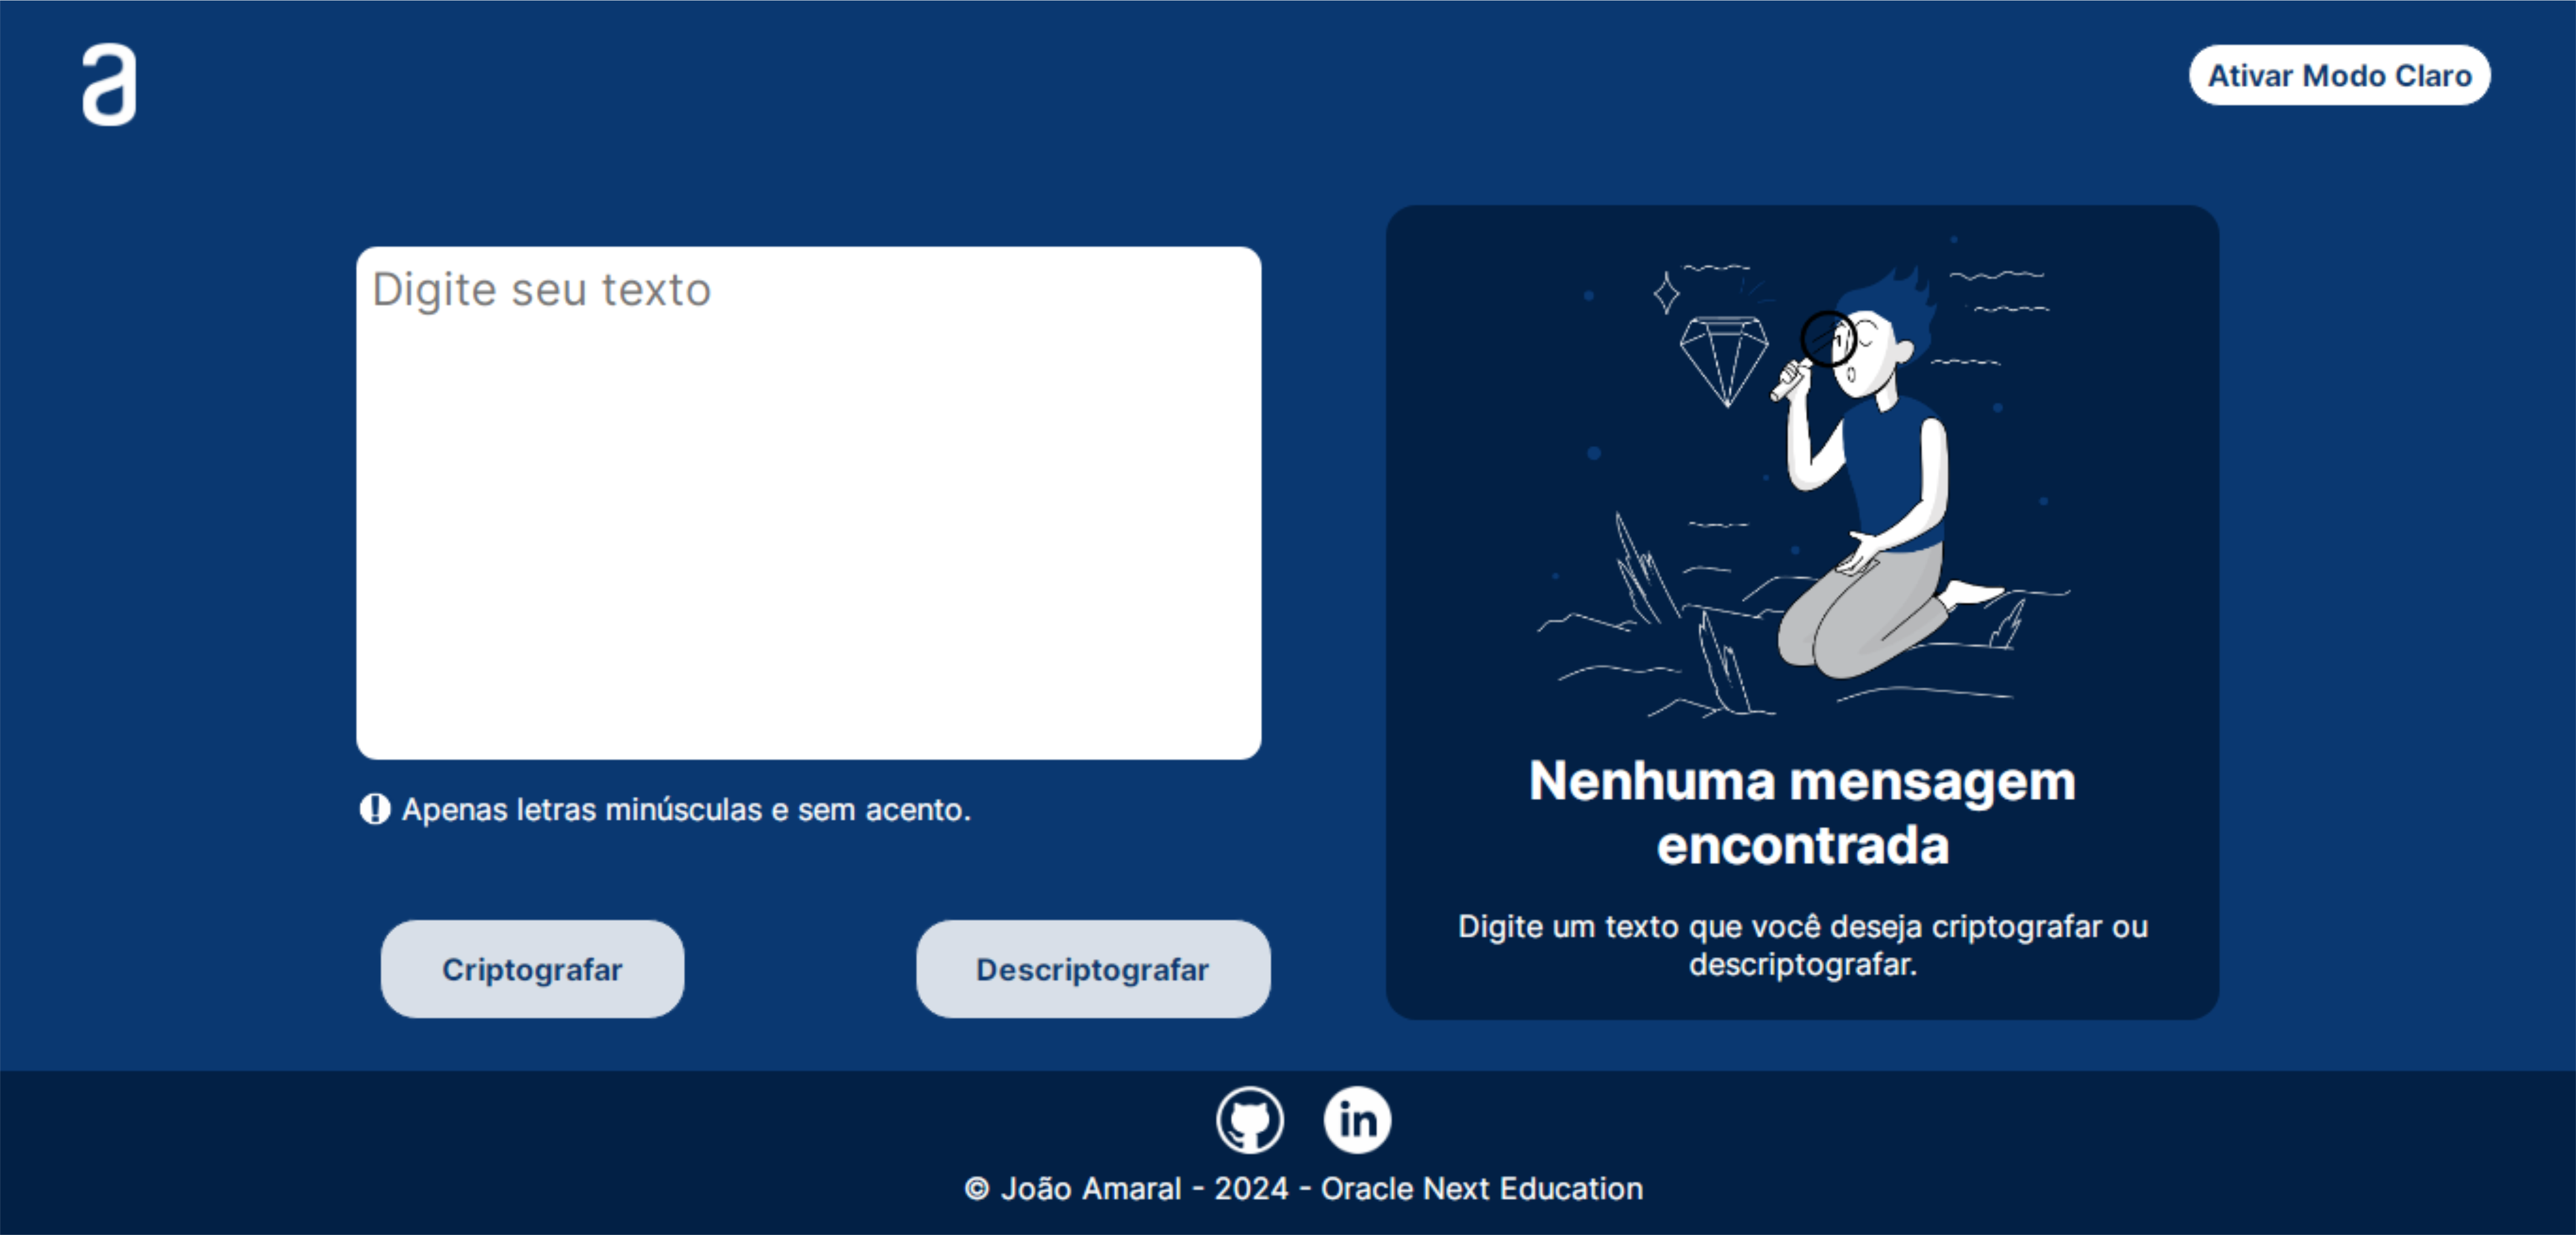 a
Ativar Modo Claro
Digite seu texto
Apenas letras minúsculas e sem acento.
Criptografar
Descriptografar
Nenhuma mensagem
encontrada
Digite um texto que você deseja criptografar ou
descriptografar.
in
© João Amaral - 2024 - Oracle Next Education